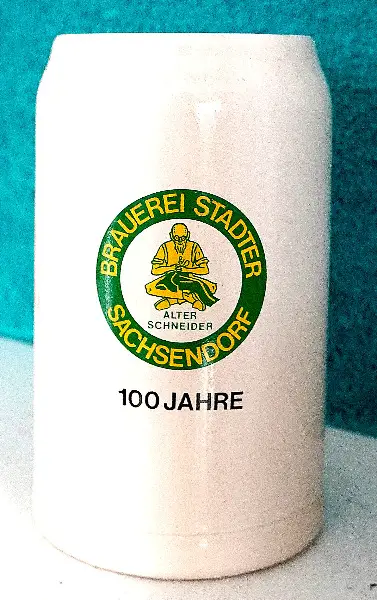 BRAUEREI STADTER
ALTER
SCHNEIDER
SACHSENDORF
100 JAHRE